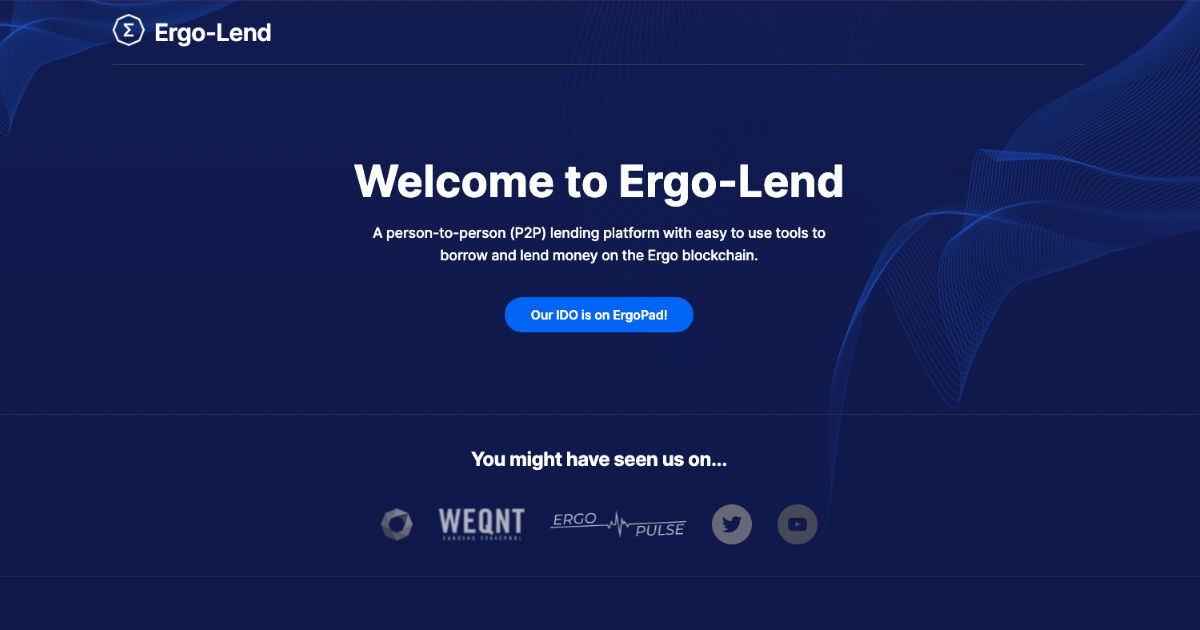 Σ Ergo-Lend
Welcome to Ergo-Lend
A person-to-person (P2P) lending platform with easy to use tools to
borrow and lend money on the Ergo blockchain.
Our IDO is on ErgoPad!
You might have seen us on...
WEQNT
CARDANO STAKEPOOL
ERGO
PULSE